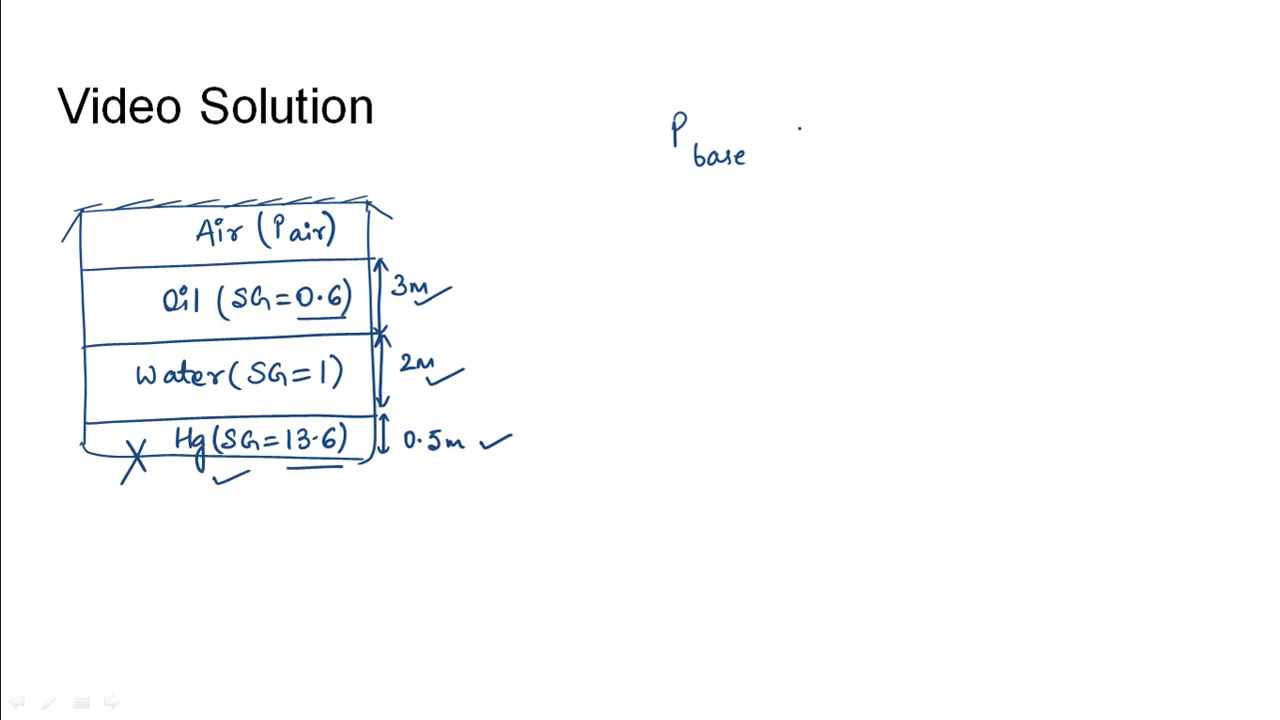 Video Solution
P base
Air (Pair)
Oil (SG=0.6) 3m
Water (SG=1) 2m
Hg (SG=13.6) 0.5m